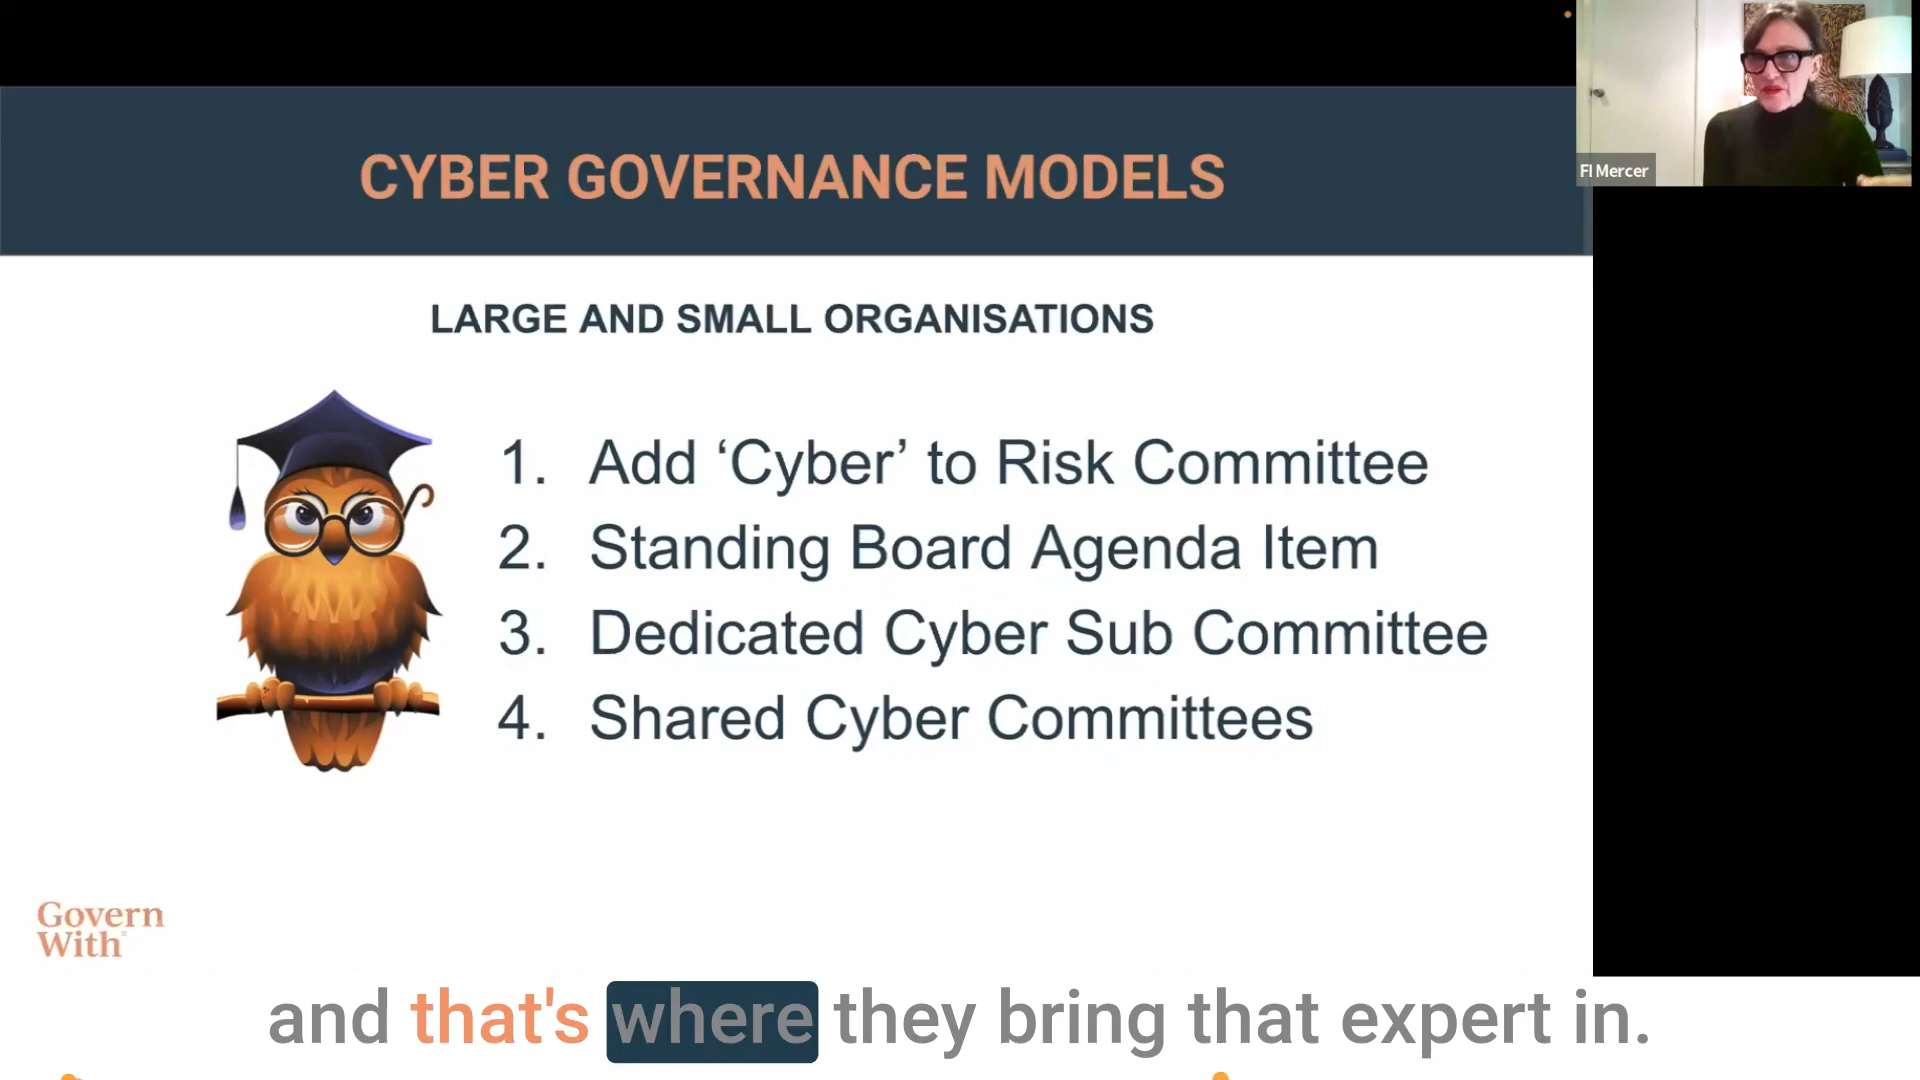 FI Mercer
CYBER GOVERNANCE MODELS
LARGE AND SMALL ORGANISATIONS
1. Add ‘Cyber’ to Risk Committee
2. Standing Board Agenda Item
3. Dedicated Cyber Sub Committee
4. Shared Cyber Committees
Govern
With
and that's where they bring that expert in.